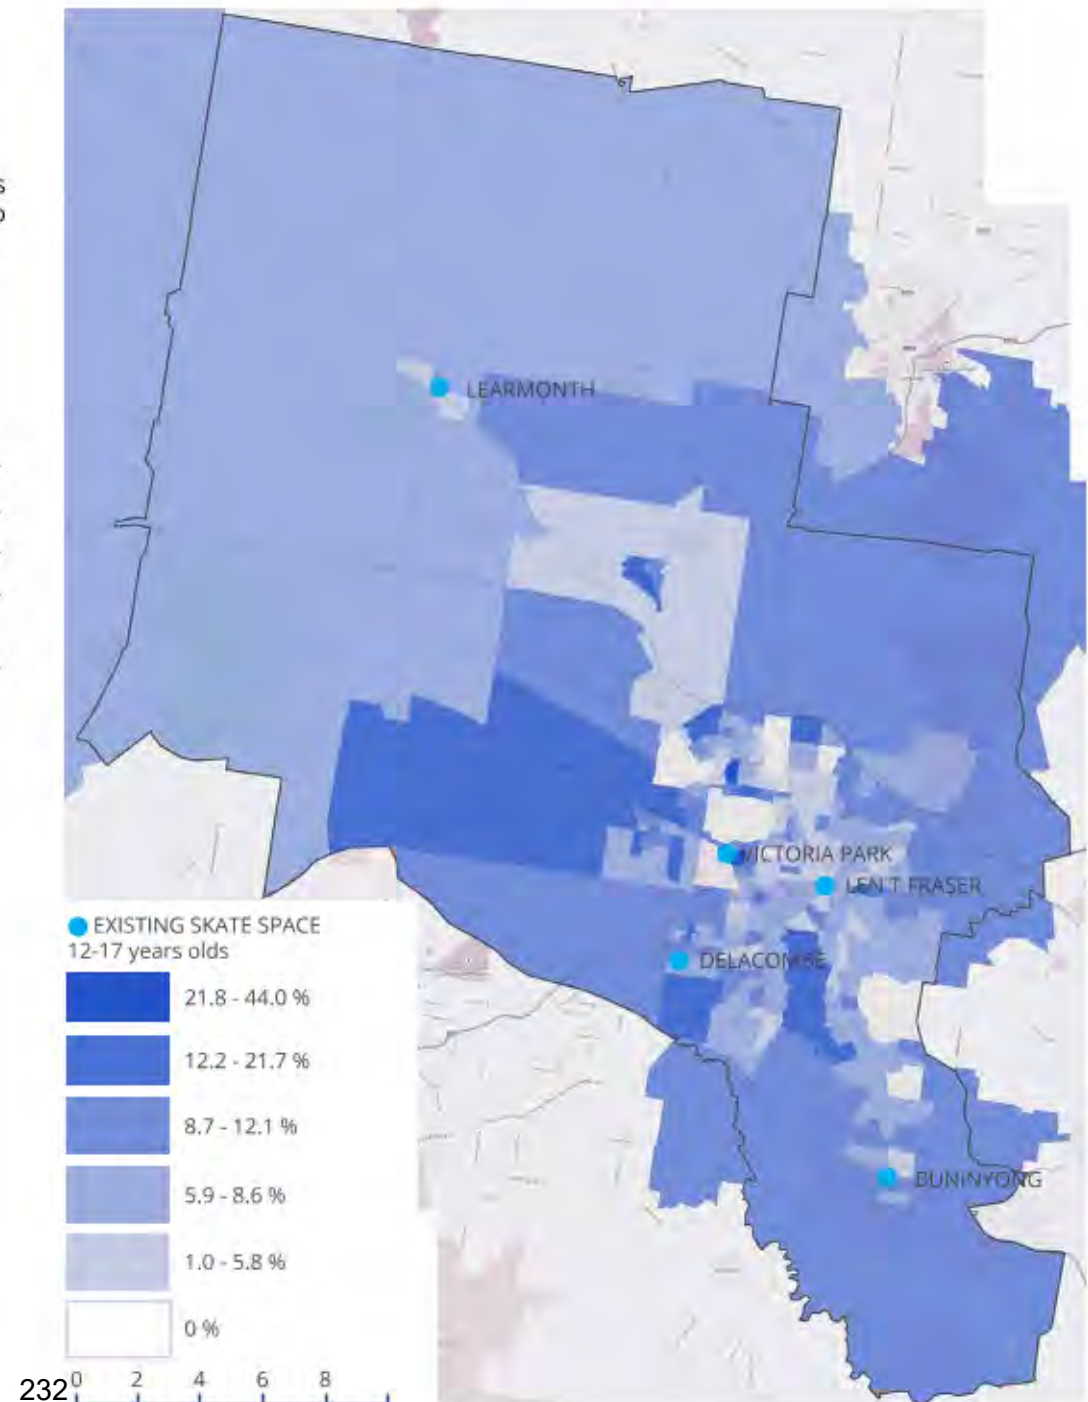 LEARMONTH
VICTORIA PARK
LEN T FRASER
DELACOMBE
BUNINYONG
EXISTING SKATE SPACE
12-17 years olds
21.8 - 44.0 %
12.2 - 21.7 %
8.7 - 12.1 %
5.9 - 8.6 %
1.0 - 5.8 %
0 %
0 2 4 6 8
232